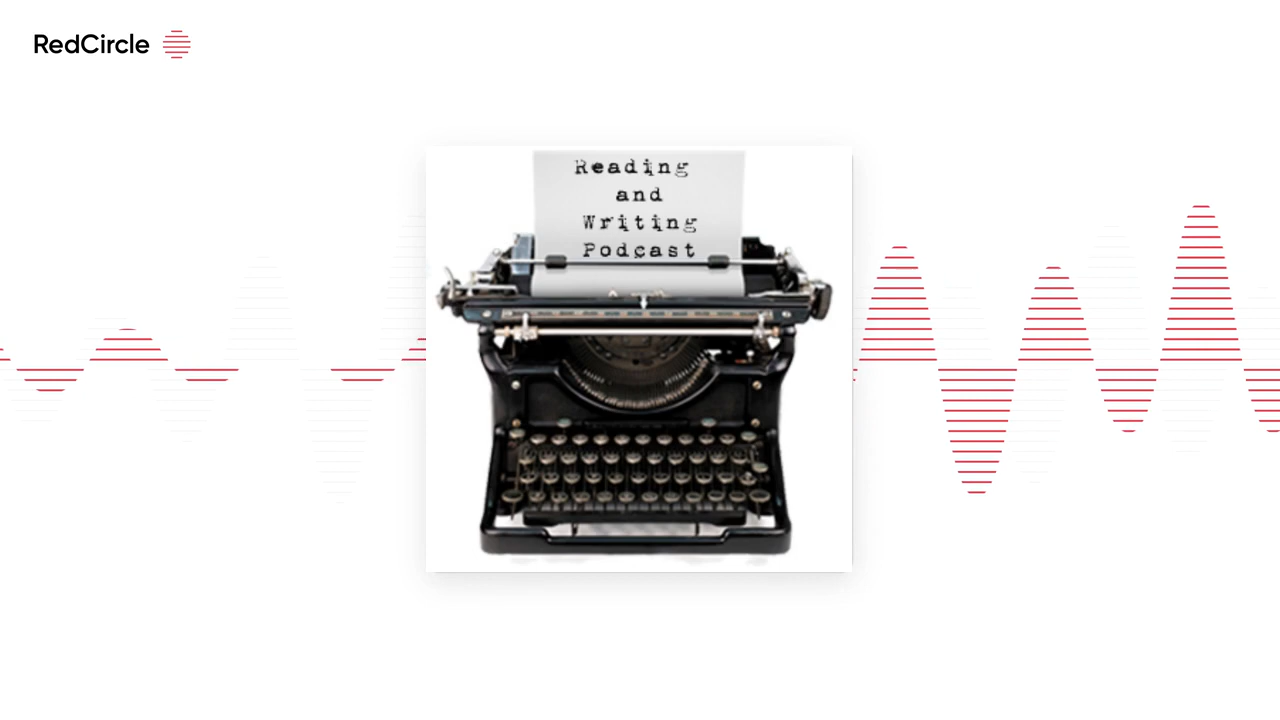 RedCircle
Reading
and
Writing
Podcast